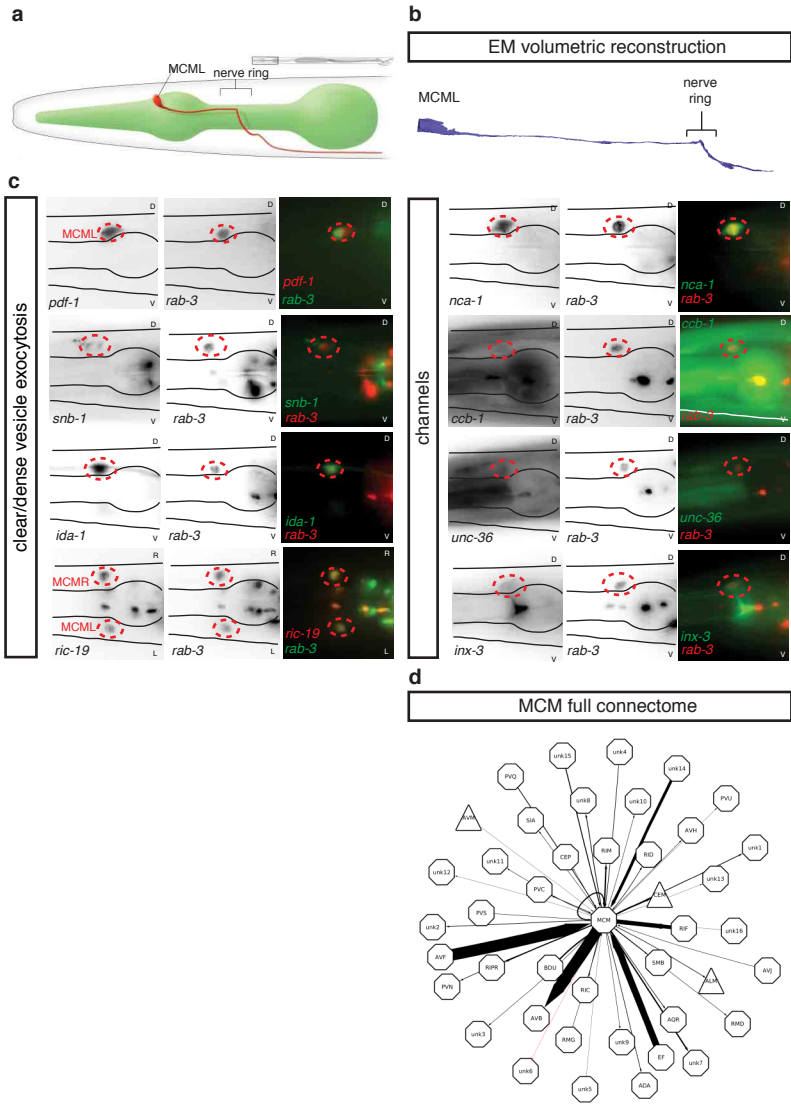 a
MCML
nerve ring
b
EM volumetric reconstruction
MCML
nerve
ring
c
clear/dense vesicle exocytosis
D
MCML
pdf-1
V
D
rab-3
V
D
pdf-1
rab-3
V
D
snb-1
V
D
rab-3
V
D
snb-1
rab-3
V
D
ida-1
V
D
rab-3
V
D
ida-1
rab-3
V
R
MCMR
MCML
ric-19
L
R
rab-3
L
R
ric-19
rab-3
L
channels
D
nca-1
V
D
rab-3
V
D
nca-1
rab-3
V
D
ccb-1
V
D
rab-3
V
D
ccb-1
rab-3
V
D
unc-36
V
D
rab-3
V
D
unc-36
rab-3
V
D
inx-3
V
D
rab-3
V
D
inx-3
rab-3
V
d
MCM full connectome
unk4
unk15
unk14
PVQ
unk8
unk10
PVU
AVM
SIA
AVH
unk1
CEP
RIM
RID
unk11
unk12
unk13
PVC
CEM
PVS
MCM
unk2
RIF
unk16
AVF
RIPR
BDU
SMB
AVJ
PVN
RIC
ALM
AVB
AQR
RMD
unk3
RMG
unk9
EF
unk7
unk6
unk5
ADA